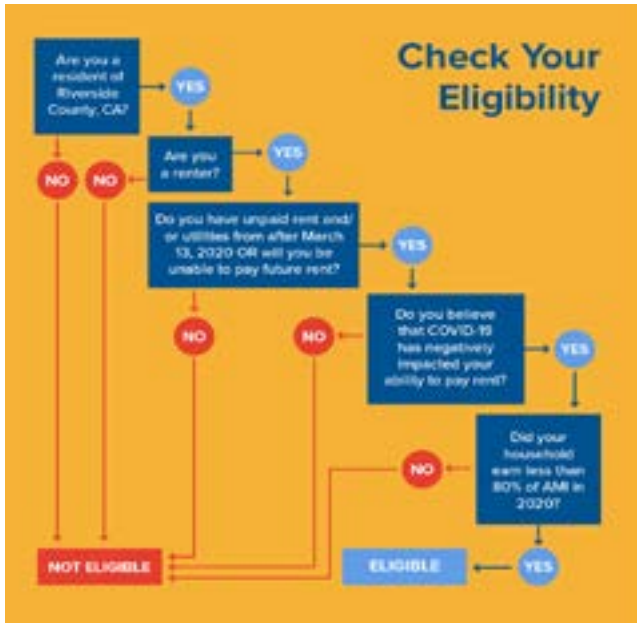 Check Your
Eligibility
Are you a
resident of
Riverside
County, CA?
YES
NO
Are you
a renter?
YES
NO
Do you have unpaid rent and/
or utilities from after March
13, 2020 OR will you be
unable to pay future rent?
YES
NO
Do you believe
that COVID-19
has negatively
impacted your
ability to pay rent?
YES
NO
Did your
household
earn less than
80% of AMI in
2020?
NO
YES
NOT ELIGIBLE
ELIGIBLE